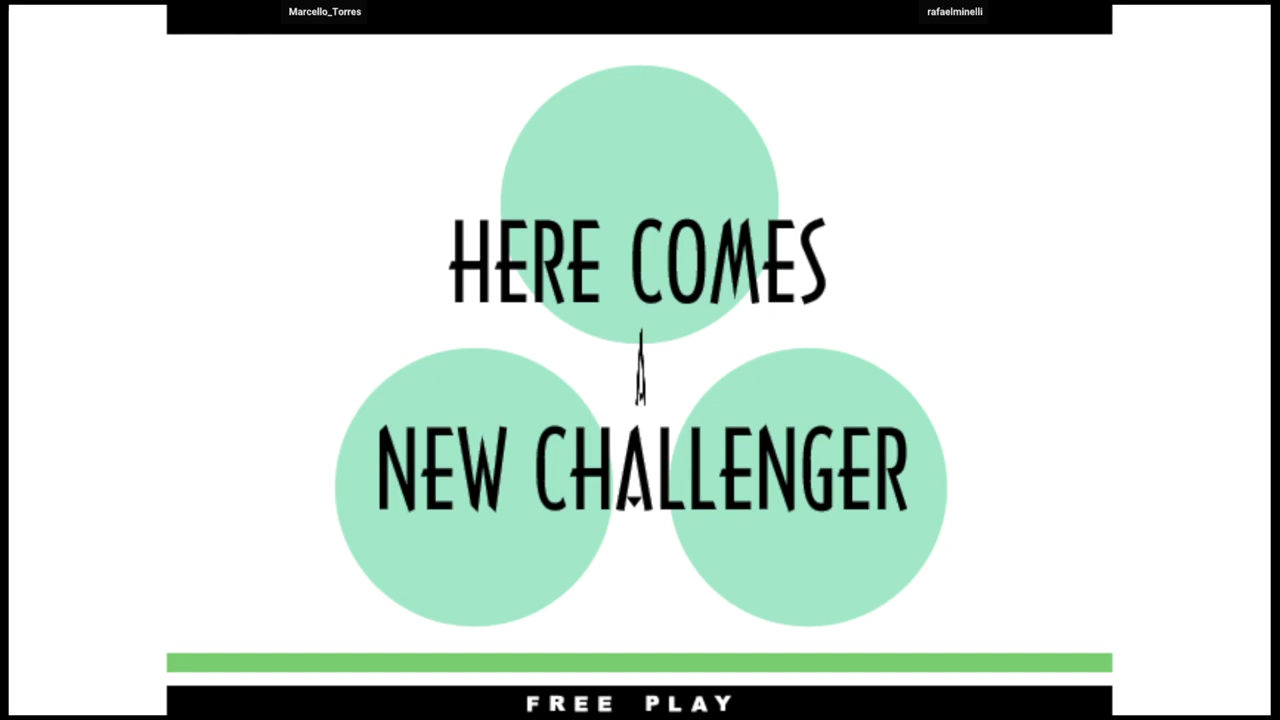 Marcello_Torres
rafaelminelli
HERE COMES
A
NEW CHALLENGER
FREE PLAY